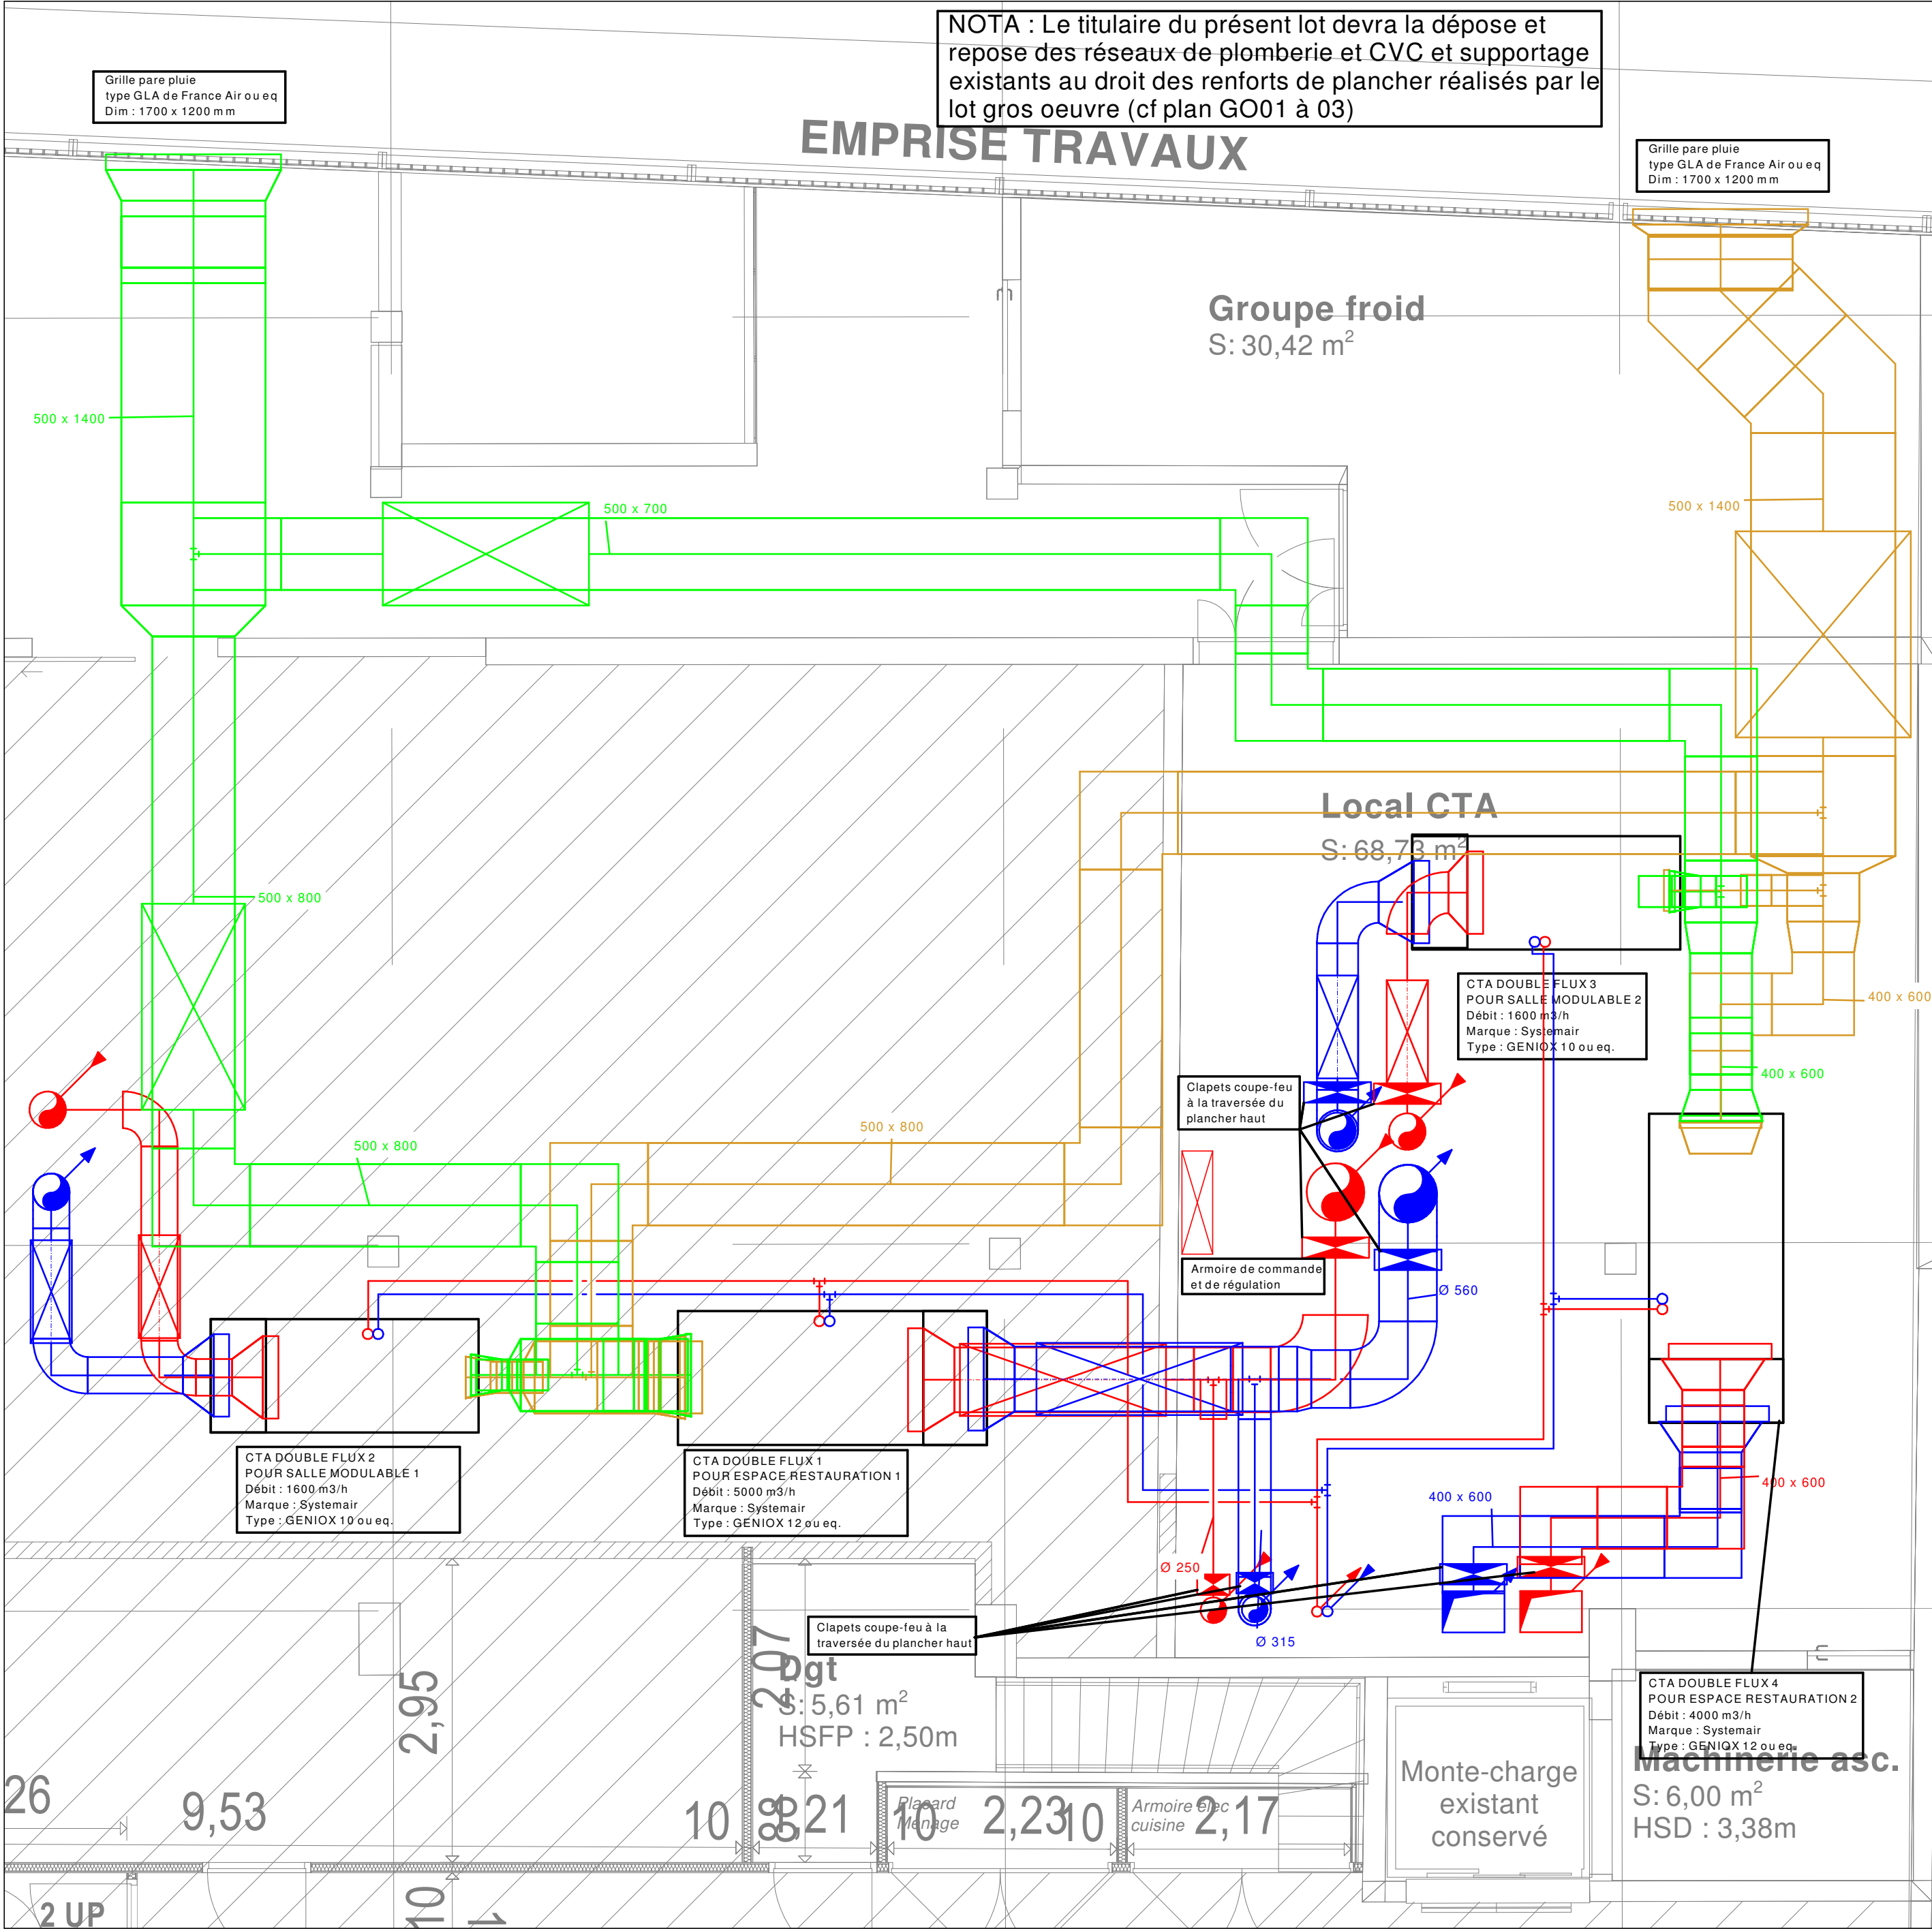 NOTA : Le titulaire du présent lot devra la dépose et
repose des réseaux de plomberie et CVC et supportage
existants au droit des renforts de plancher réalisés par le
lot gros oeuvre (cf plan GO01 à 03)
Grille pare pluie
type GLA de France Air ou eq
Dim : 1700 x 1200 mm
EMPRISE TRAVAUX
Grille pare pluie
type GLA de France Air ou eq
Dim : 1700 x 1200 mm
Groupe froid
S: 30,42 m²
500 x 1400
500 x 700
500 x 1400
Local CTA
S: 68,73 m²
500 x 800
CTA DOUBLE FLUX 3
POUR SALLE MODULABLE 2
Débit : 1600 m3/h
Marque : Systemair
Type : GENIOX 10 ou eq.
400 x 600
400 x 600
Clapets coupe-feu
à la traversée du
plancher haut
500 x 800
500 x 800
Armoire de commande
et de régulation
Ø 560
CTA DOUBLE FLUX 2
POUR SALLE MODULABLE 1
Débit : 1600 m3/h
Marque : Systemair
Type : GENIOX 10 ou eq.
CTA DOUBLE FLUX 1
POUR ESPACE RESTAURATION 1
Débit : 5000 m3/h
Marque : Systemair
Type : GENIOX 12 ou eq.
400 x 600
400 x 600
Ø 250
Ø 315
Clapets coupe-feu à la
traversée du plancher haut
2,95
2,07
Dgt
S: 5,61 m²
HSFP : 2,50m
CTA DOUBLE FLUX 4
POUR ESPACE RESTAURATION 2
Débit : 4000 m3/h
Marque : Systemair
Type : GENIOX 12 ou eq.
Machinerie asc.
S: 6,00 m²
HSD : 3,38m
Monte-charge
existant
conservé
26
9,53
10
88
1,21
10
Placard
Ménage
2,23
10
Armoire élec
cuisine
2,17
2 UP
10
1